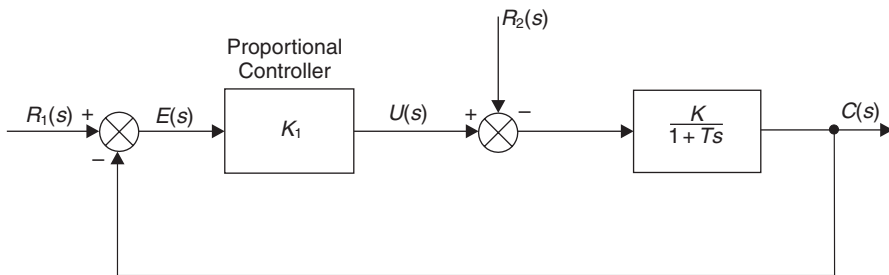 R₂(s)
Proportional
Controller
R₁(s) + E(s) K₁ U(s) + − K C(s)
1 + Ts
−